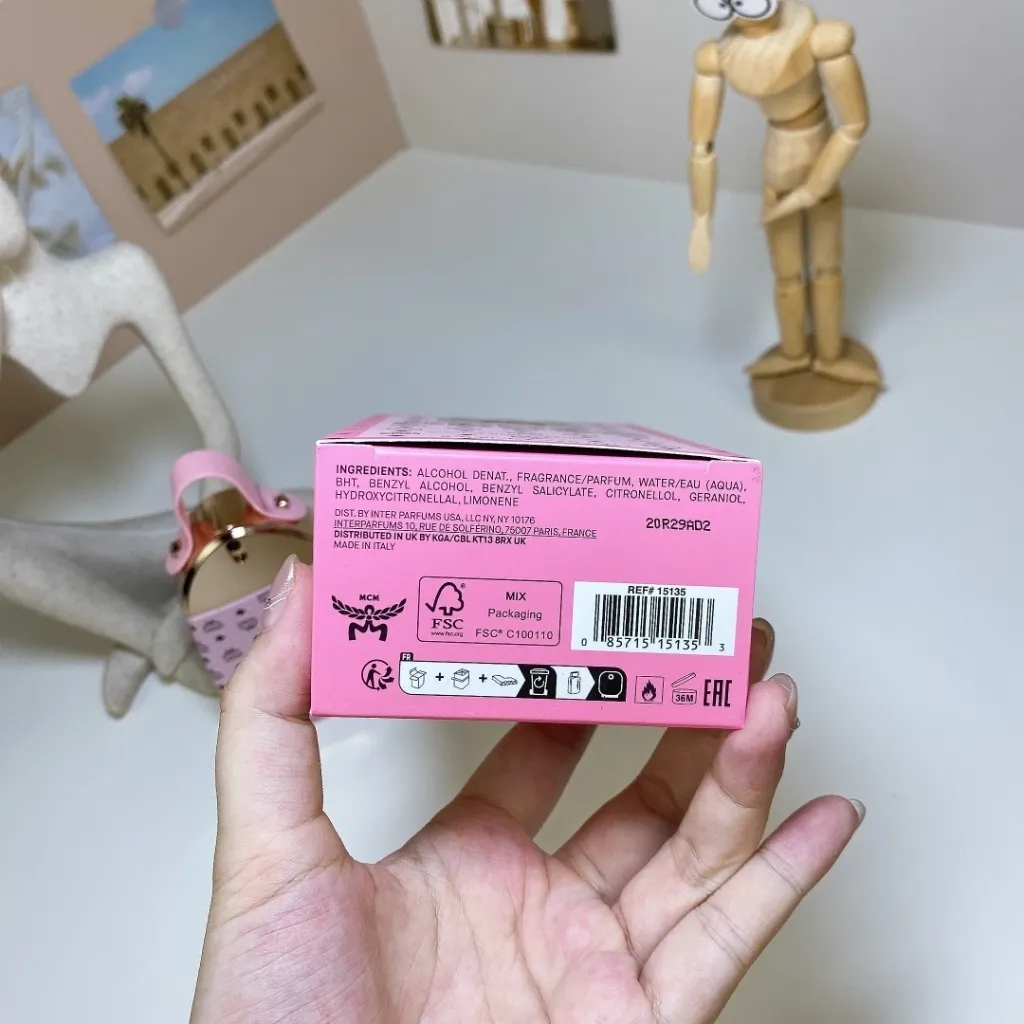 INGREDIENTS: ALCOHOL DENAT., FRAGRANCE/PARFUM, WATER/EAU (AQUA),
BHT, BENZYL ALCOHOL, BENZYL SALICYLATE, CITRONELLOL, GERANIOL,
HYDROXYCITRONELLAL, LIMONENE
DIST. BY INTER PARFUMS USA, LLC NY, NY 10176
INTERPARFUMS 10, RUE DE SOLFÉRINO, 75007 PARIS, FRANCE
DISTRIBUTED IN UK BY KGA/CBL KT13 8RX UK
MADE IN ITALY
20R29AD2
MCM
FSC®
www.fsc.org
MIX
Packaging
FSC® C100110
REF# 15135
0 85715 15135 3
FR
+ +
36M
EAC